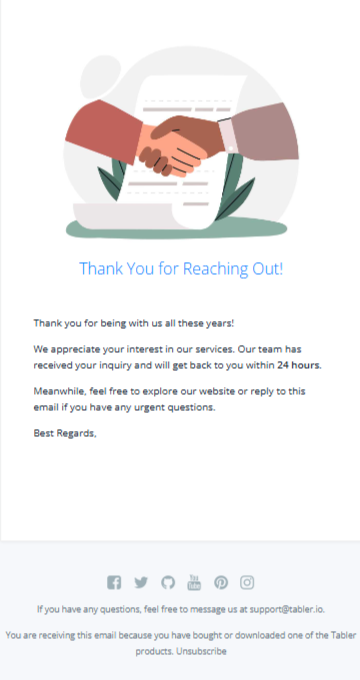 Thank You for Reaching Out!
Thank you for being with us all these years!
We appreciate your interest in our services. Our team has
received your inquiry and will get back to you within 24 hours.
Meanwhile, feel free to explore our website or reply to this
email if you have any urgent questions.
Best Regards,
You Tube
If you have any questions, feel free to message us at support@tabler.io.
You are receiving this email because you have bought or downloaded one of the Tabler
products. Unsubscribe